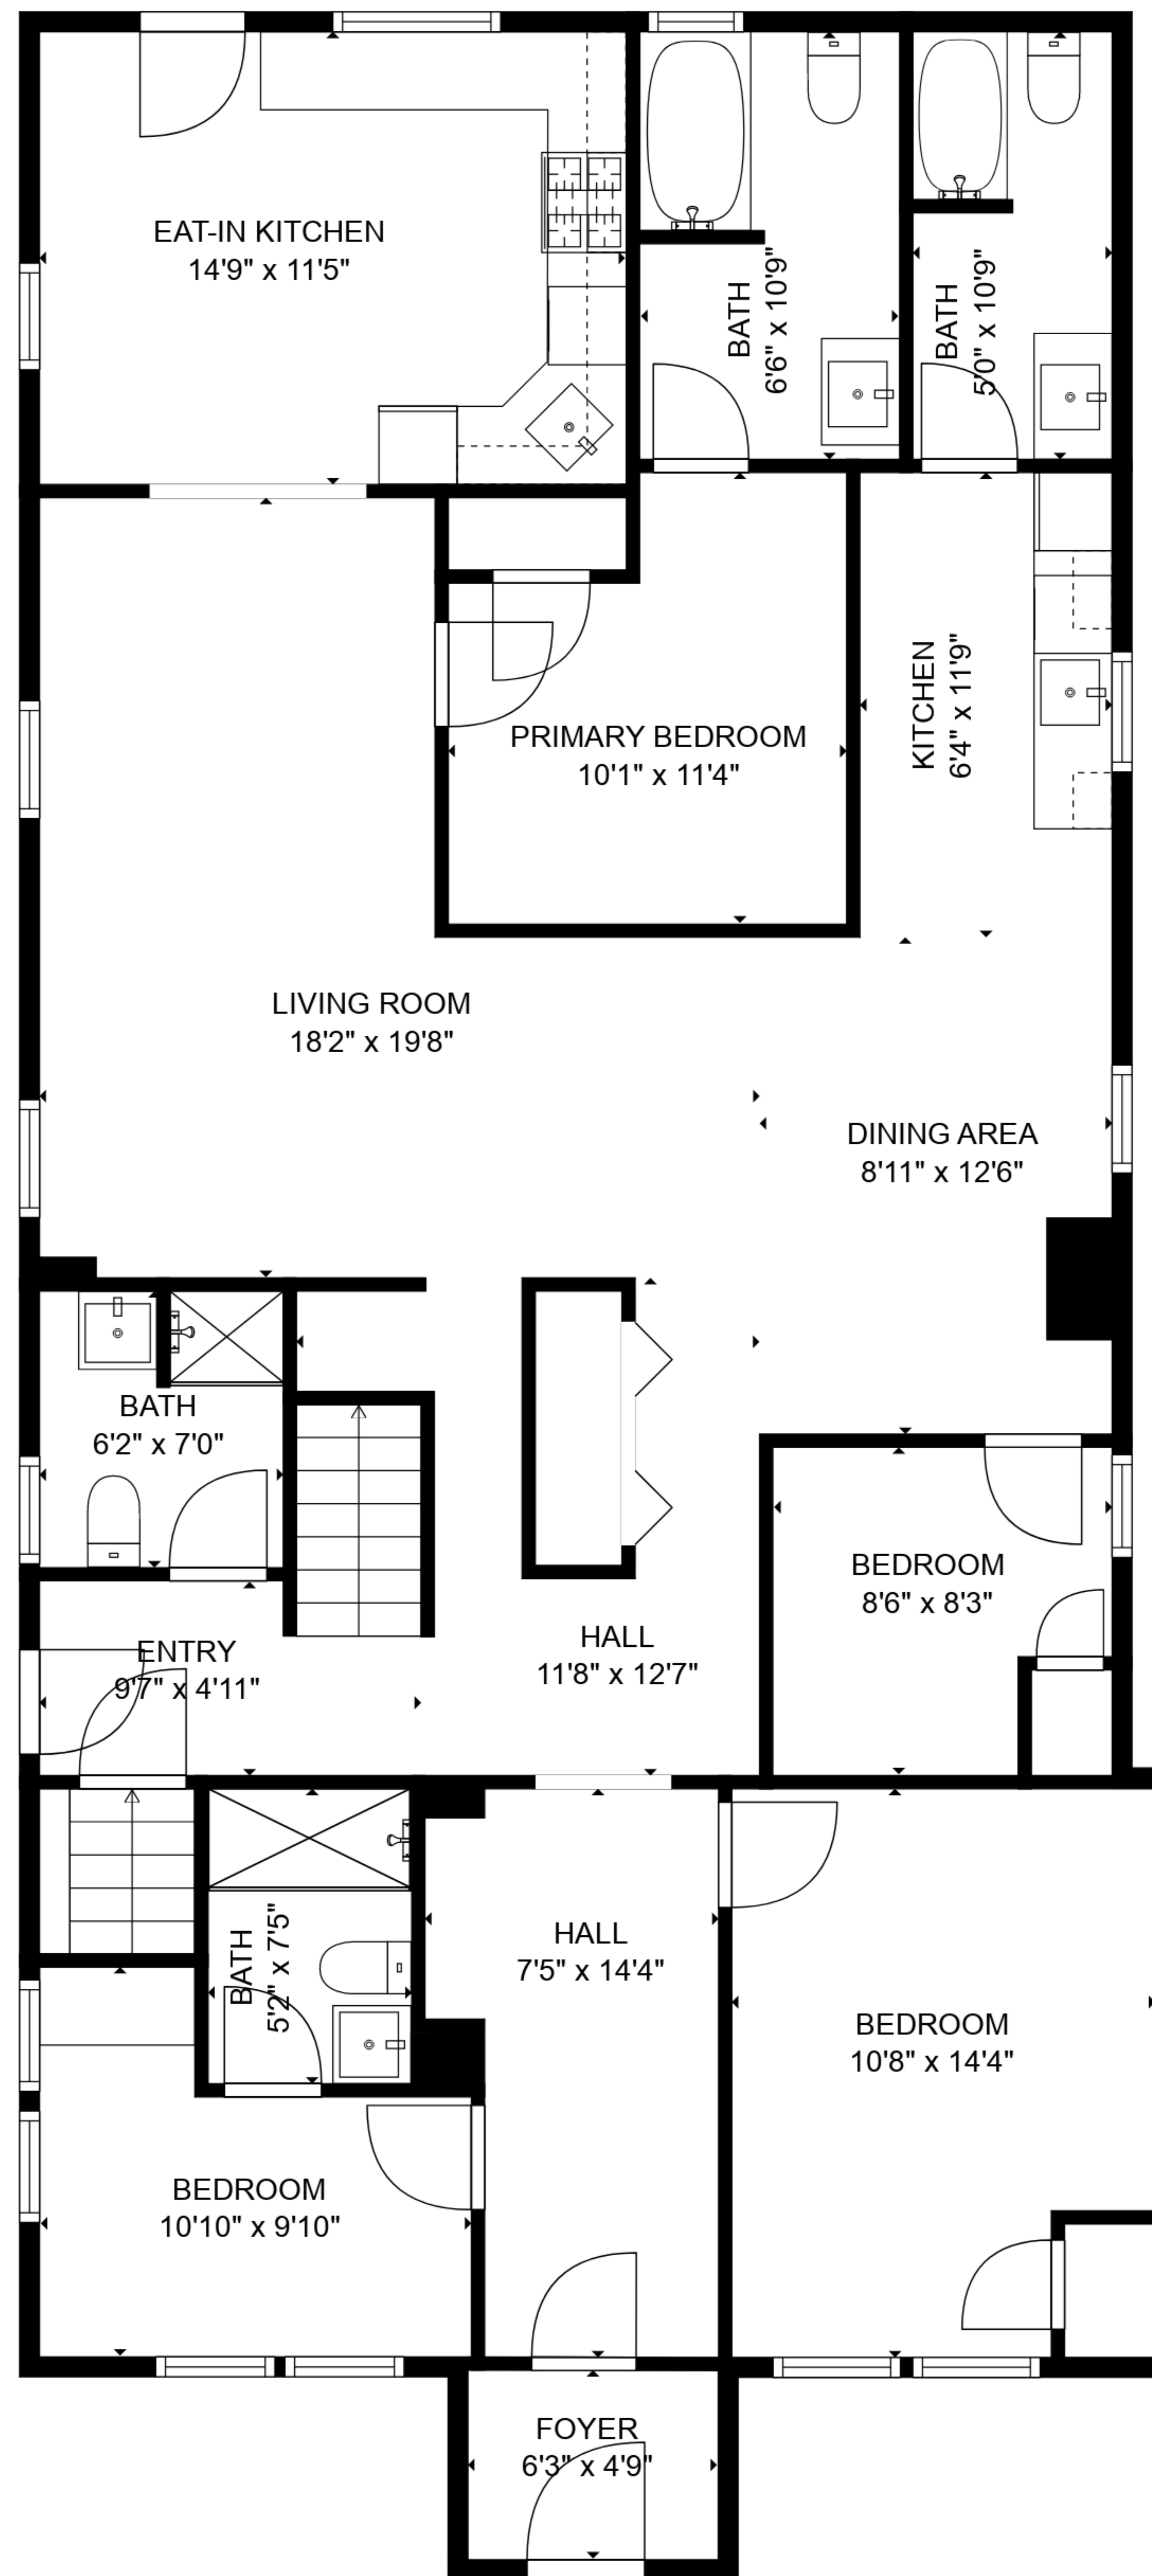 EAT-IN KITCHEN
14'9" x 11'5"
BATH
6'6" x 10'9"
BATH
5'0" x 10'9"
PRIMARY BEDROOM
10'1" x 11'4"
KITCHEN
6'4" x 11'9"
LIVING ROOM
18'2" x 19'8"
DINING AREA
8'11" x 12'6"
BATH
6'2" x 7'0"
BEDROOM
8'6" x 8'3"
ENTRY
9'7" x 4'11"
HALL
11'8" x 12'7"
BATH
5'2" x 7'5"
HALL
7'5" x 14'4"
BEDROOM
10'8" x 14'4"
BEDROOM
10'10" x 9'10"
FOYER
6'3" x 4'9"